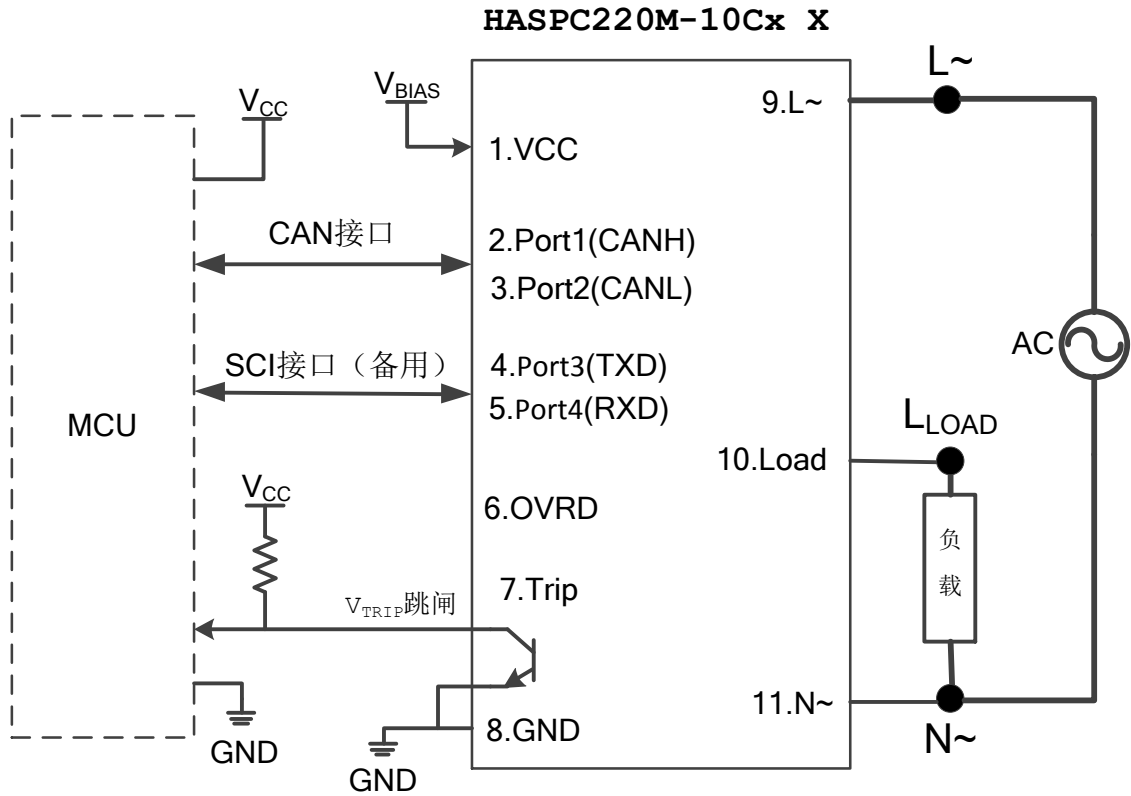 HASPC220M-10Cx X
L~
VCC
VBIAS
9.L~
1.VCC
CAN接口
2.Port1(CANH)
3.Port2(CANL)
AC
SCI接口（备用）
4.Port3(TXD)
5.Port4(RXD)
MCU
LLOAD
10.Load
VCC
6.OVRD
负
载
7.Trip
VTRIP跳闸
11.N~
8.GND
N~
GND
GND